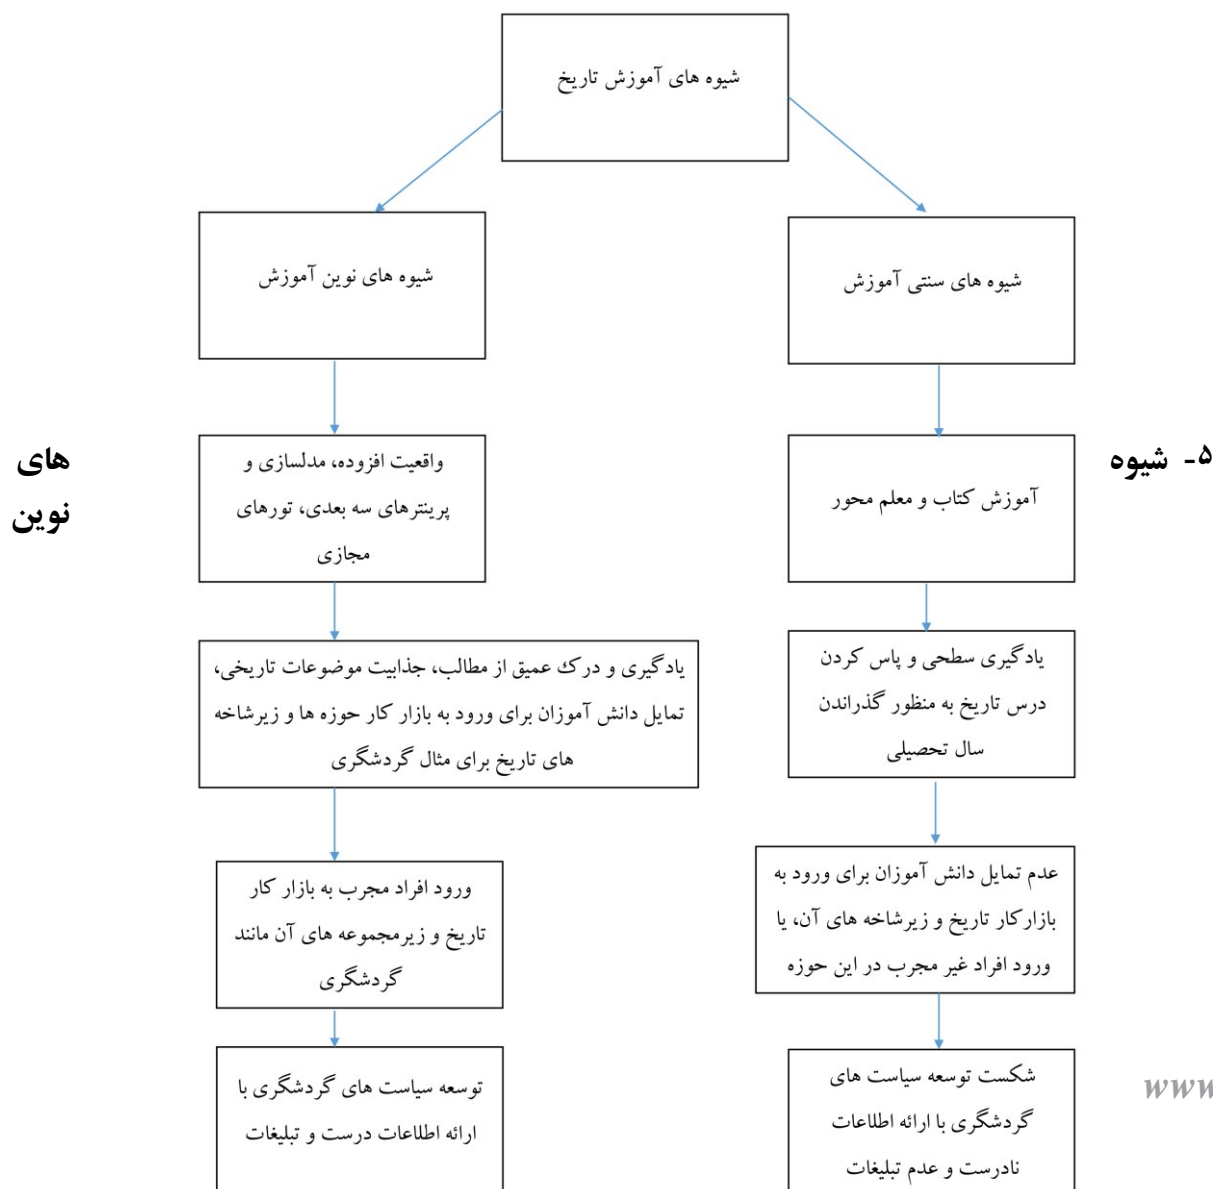 شیوه های آموزش تاریخ
شیوه های سنتی آموزش
شیوه های نوین آموزش
۵- شیوه
های
نوین
آموزش کتاب و معلم محور
واقعیت افزوده، مدلسازی و
پرینترهای سه بعدی، تورهای
مجازی
یادگیری سطحی و پاس کردن
درس تاریخ به منظور گذراندن
سال تحصیلی
یادگیری و درک عمیق از مطالب، جذابیت موضوعات تاریخی،
تمایل دانش آموزان برای ورود به بازار کار حوزه ها و زیرشاخه
های تاریخ برای مثال گردشگری
عدم تمایل دانش آموزان برای ورود به
بازارکار تاریخ و زیرشاخه های آن، یا
ورود افراد غیر مجرب در این حوزه
ورود افراد مجرب به بازار کار
تاریخ و زیرمجموعه های آن مانند
گردشگری
شکست توسعه سیاست های
گردشگری با ارائه اطلاعات
نادرست و عدم تبلیغات
توسعه سیاست های گردشگری با
ارائه اطلاعات درست و تبلیغات
www